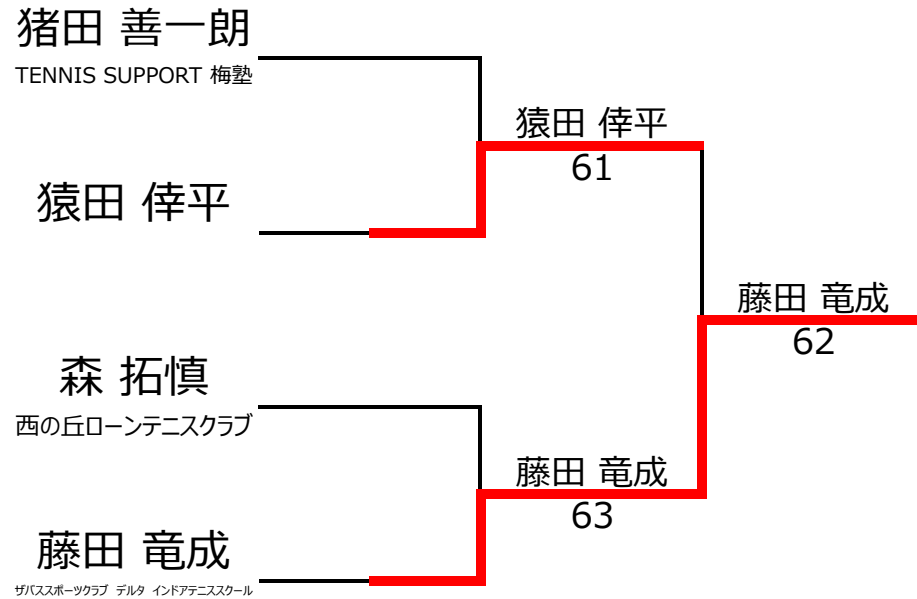 猪田 善一朗
TENNIS SUPPORT 梅塾
猿田 倖平
61
猿田 倖平
藤田 竜成
62
森 拓慎
西の丘ローンテニスクラブ
藤田 竜成
63
藤田 竜成
ザバススポーツクラブ デルタ インドアテニススクール